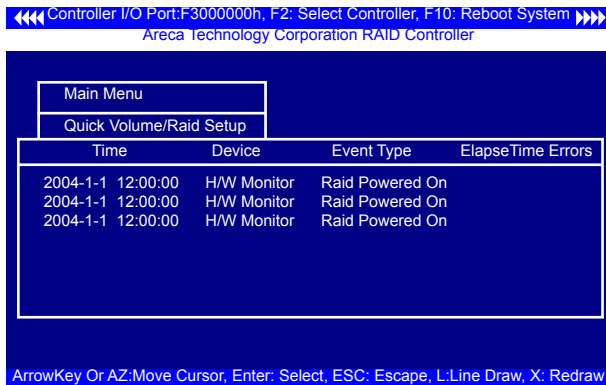 Controller I/O Port:F3000000h, F2: Select Controller, F10: Reboot System
Areca Technology Corporation RAID Controller
Main Menu
Quick Volume/Raid Setup
Time Device Event Type ElapseTime Errors
2004-1-1 12:00:00 H/W Monitor Raid Powered On
2004-1-1 12:00:00 H/W Monitor Raid Powered On
2004-1-1 12:00:00 H/W Monitor Raid Powered On
ArrowKey Or AZ:Move Cursor, Enter: Select, ESC: Escape, L:Line Draw, X: Redraw